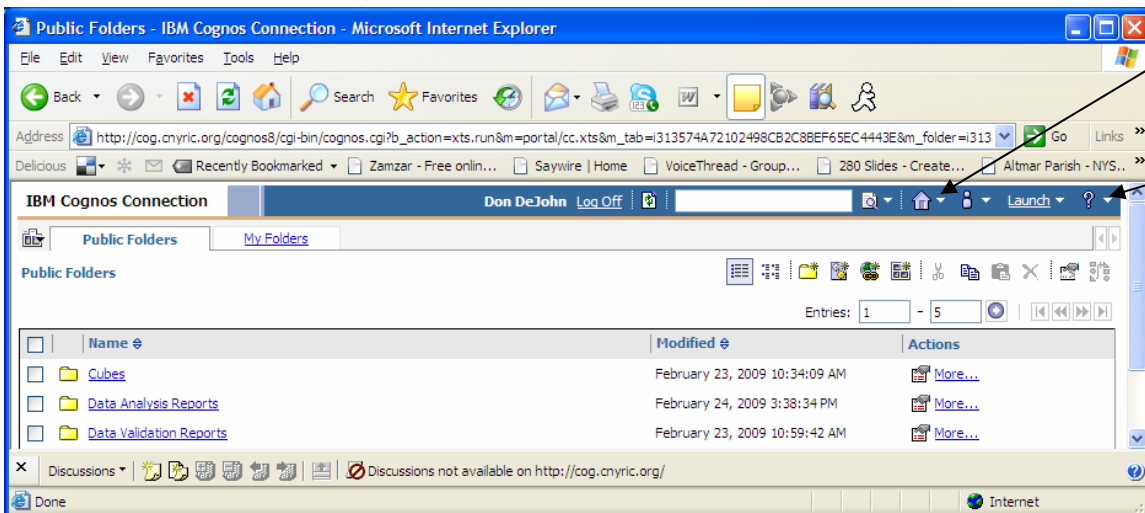 Public Folders - IBM Cognos Connection - Microsoft Internet Explorer
File Edit View Favorites Tools Help
Back Search Favorites
Address http://cog.cnyric.org/cognos8/cgi-bin/cognos.cgi?b_action=xts.run&m=portal/cc.xts&m_tab=i313574A72102498CB2C8BEF65EC4443E&m_folder=i313 Go Links »
Delicious Recently Bookmarked Zamzar - Free onlin... Saywire | Home VoiceThread - Group... 280 Slides - Create... Altmar Parish - NYS.. »
IBM Cognos Connection Don DeJohn Log Off Launch ?
Public Folders My Folders
Public Folders
Entries: 1 - 5
Name Modified Actions
Cubes February 23, 2009 10:34:09 AM More...
Data Analysis Reports February 24, 2009 3:38:34 PM More...
Data Validation Reports February 23, 2009 10:59:42 AM More...
× Discussions Discussions not available on http://cog.cnyric.org/
Done Internet